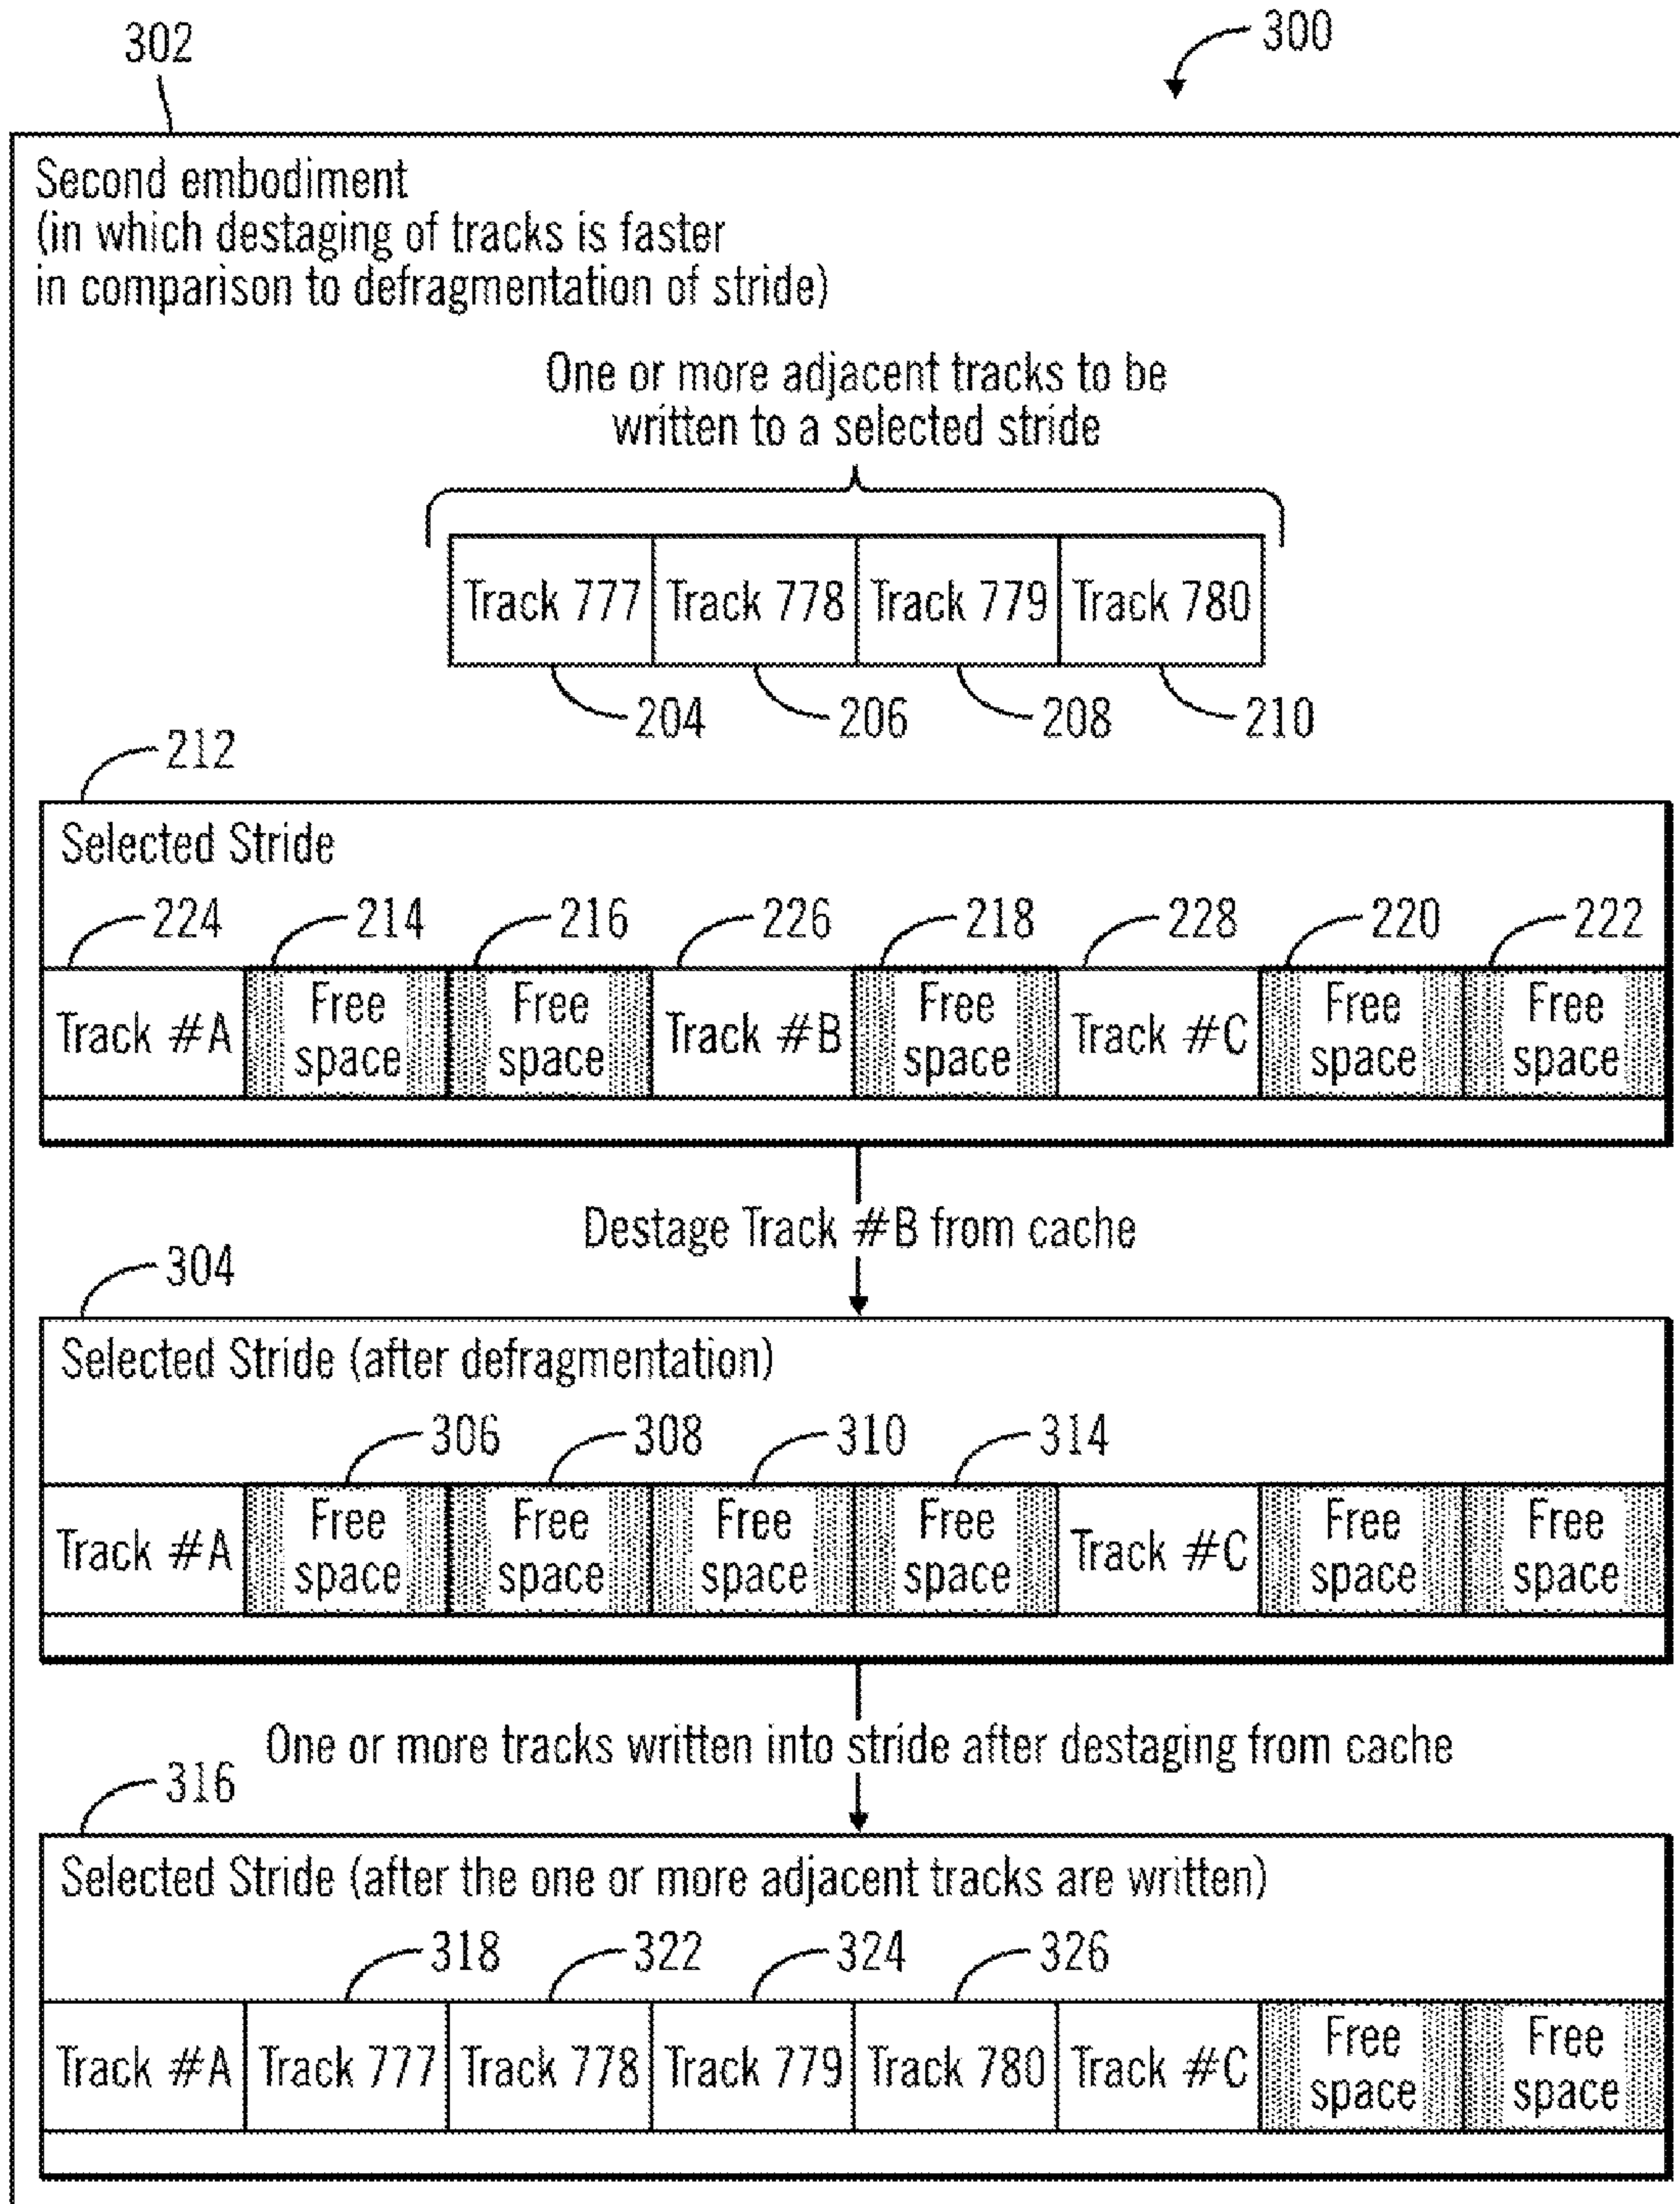 302
300
Second embodiment
(in which destaging of tracks is faster
in comparison to defragmentation of stride)
One or more adjacent tracks to be
written to a selected stride
Track 777 Track 778 Track 779 Track 780
204 206 208 210
212
Selected Stride
224 214 216 226 218 228 220 222
Track #A Free space Free space Track #B Free space Track #C Free space Free space
Destage Track #B from cache
304
Selected Stride (after defragmentation)
306 308 310 314
Track #A Free space Free space Free space Free space Track #C Free space Free space
One or more tracks written into stride after destaging from cache
316
Selected Stride (after the one or more adjacent tracks are written)
318 322 324 326
Track #A Track 777 Track 778 Track 779 Track 780 Track #C Free space Free space